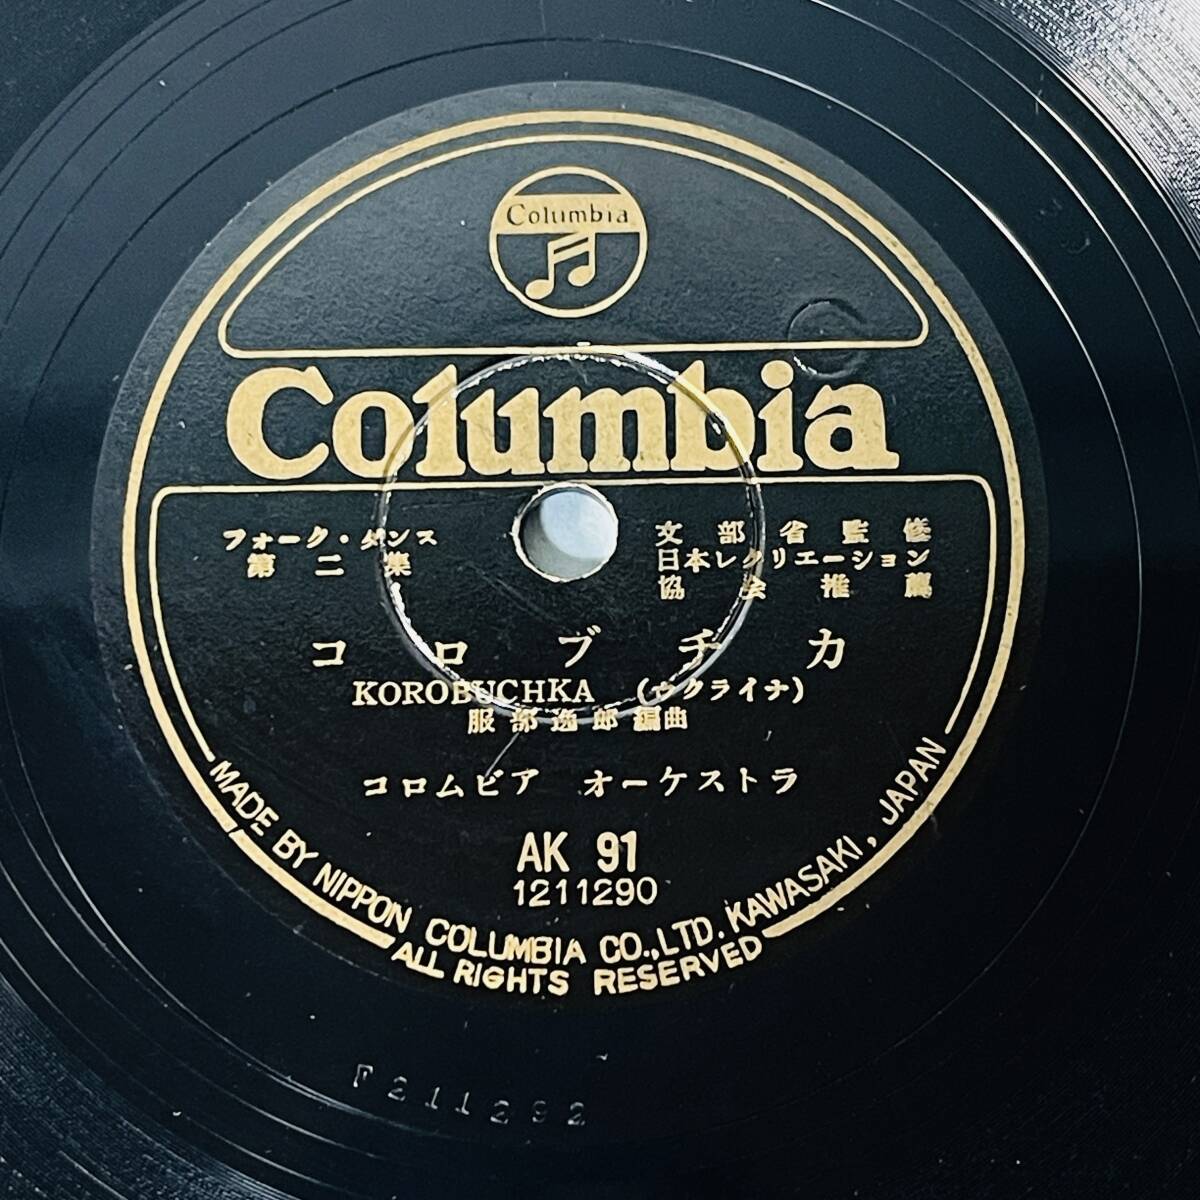 Columbia
Columbia
フォーク・ダンス
第二集
文部省監修
日本レクリエーション
協会推薦
コロブチカ
KOROBUCHKA (ウクライナ)
服部逸郎編曲
コロムビア オーケストラ
AK 91
1211290
MADE BY NIPPON COLUMBIA CO.,LTD. KAWASAKI, JAPAN
ALL RIGHTS RESERVED
F211292